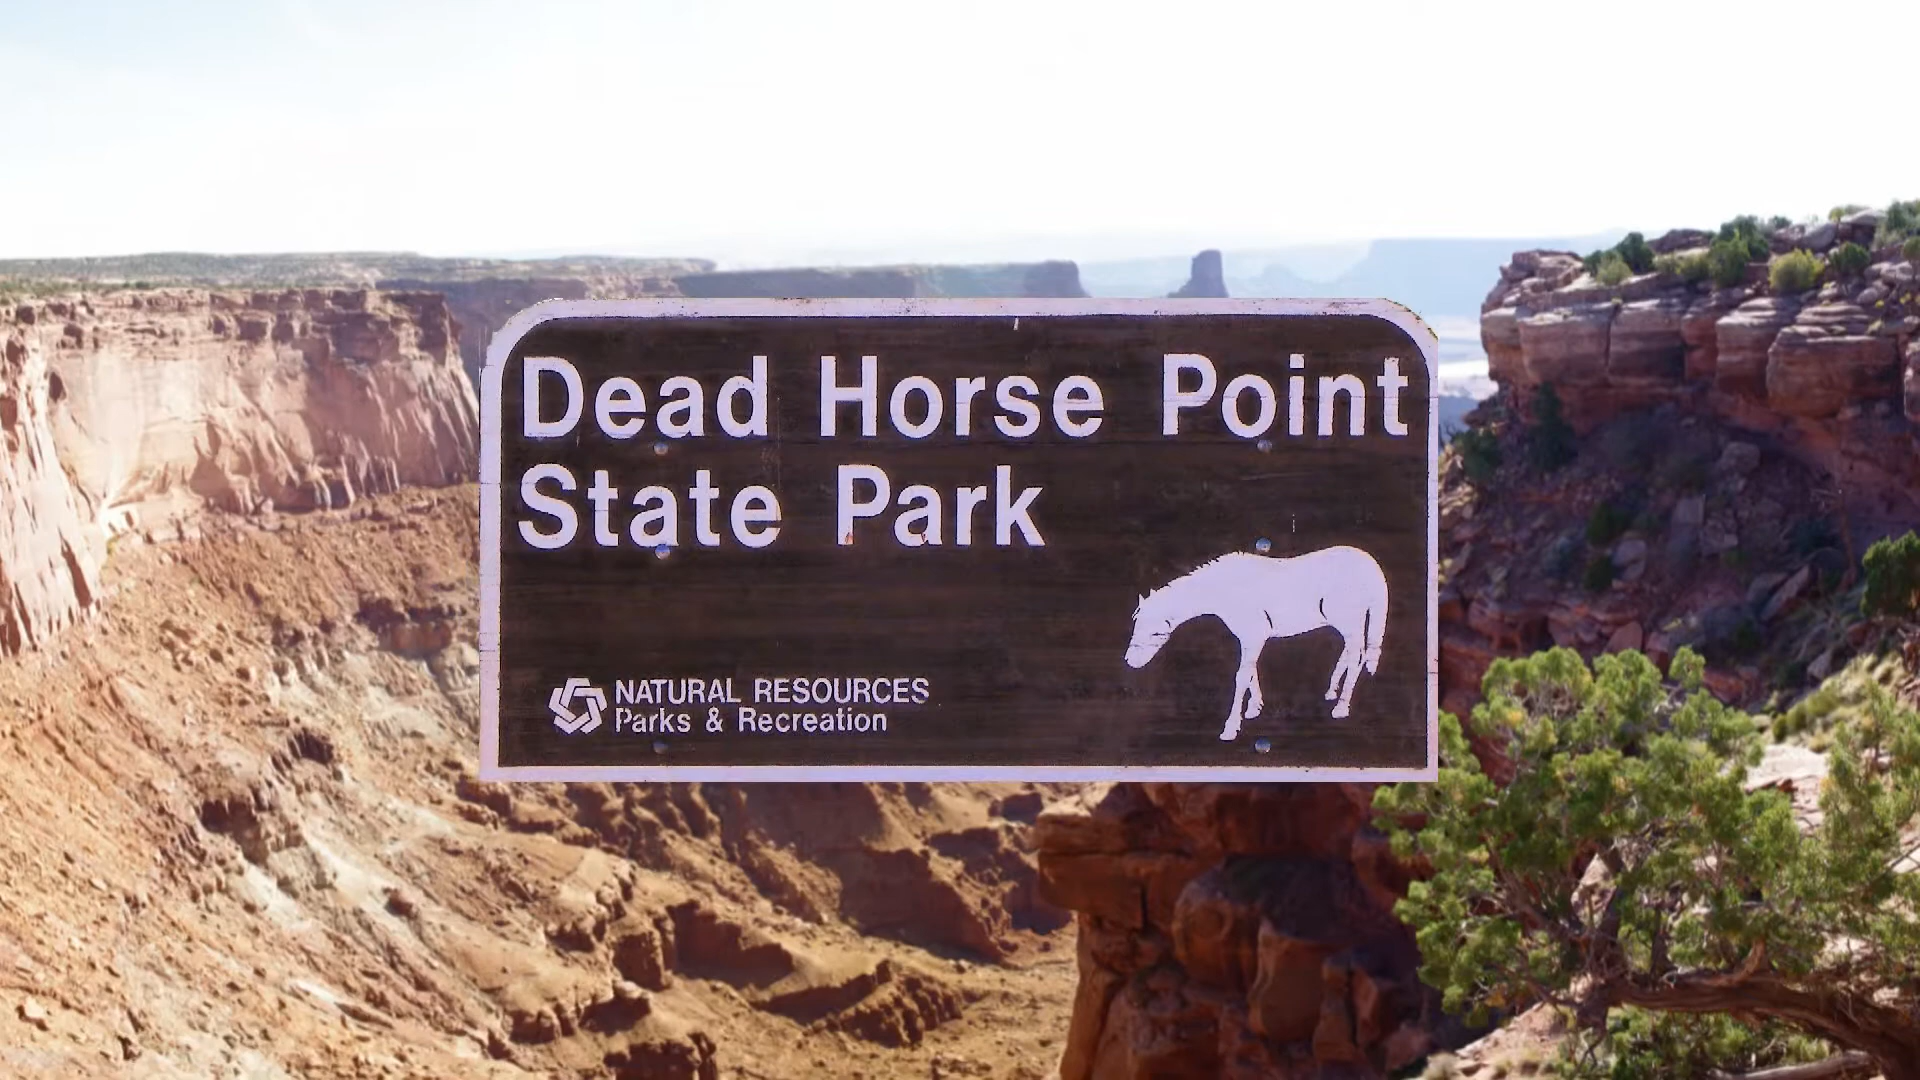 Dead Horse Point
State Park
NATURAL RESOURCES
Parks & Recreation